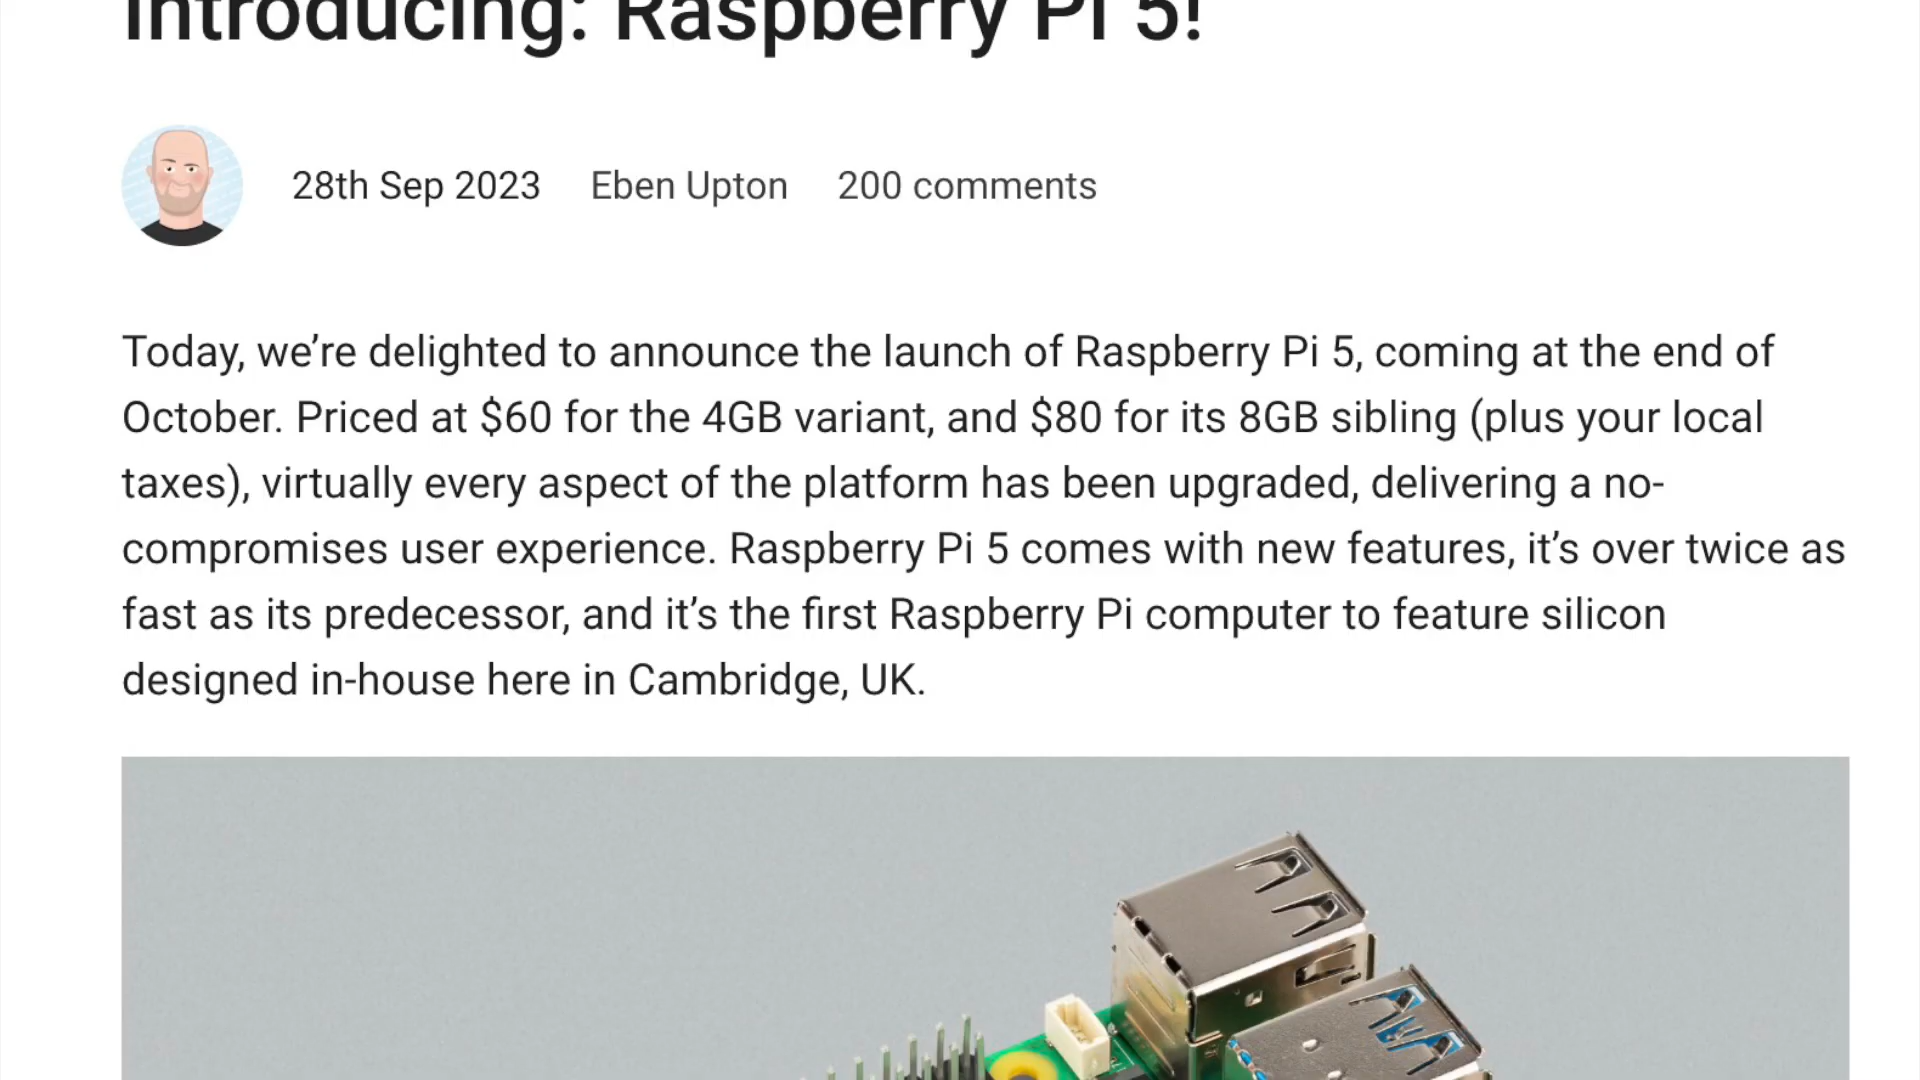 Introducing: Raspberry Pi 5!
28th Sep 2023 Eben Upton 200 comments
Today, we’re delighted to announce the launch of Raspberry Pi 5, coming at the end of
October. Priced at $60 for the 4GB variant, and $80 for its 8GB sibling (plus your local
taxes), virtually every aspect of the platform has been upgraded, delivering a no-
compromises user experience. Raspberry Pi 5 comes with new features, it’s over twice as
fast as its predecessor, and it’s the first Raspberry Pi computer to feature silicon
designed in-house here in Cambridge, UK.